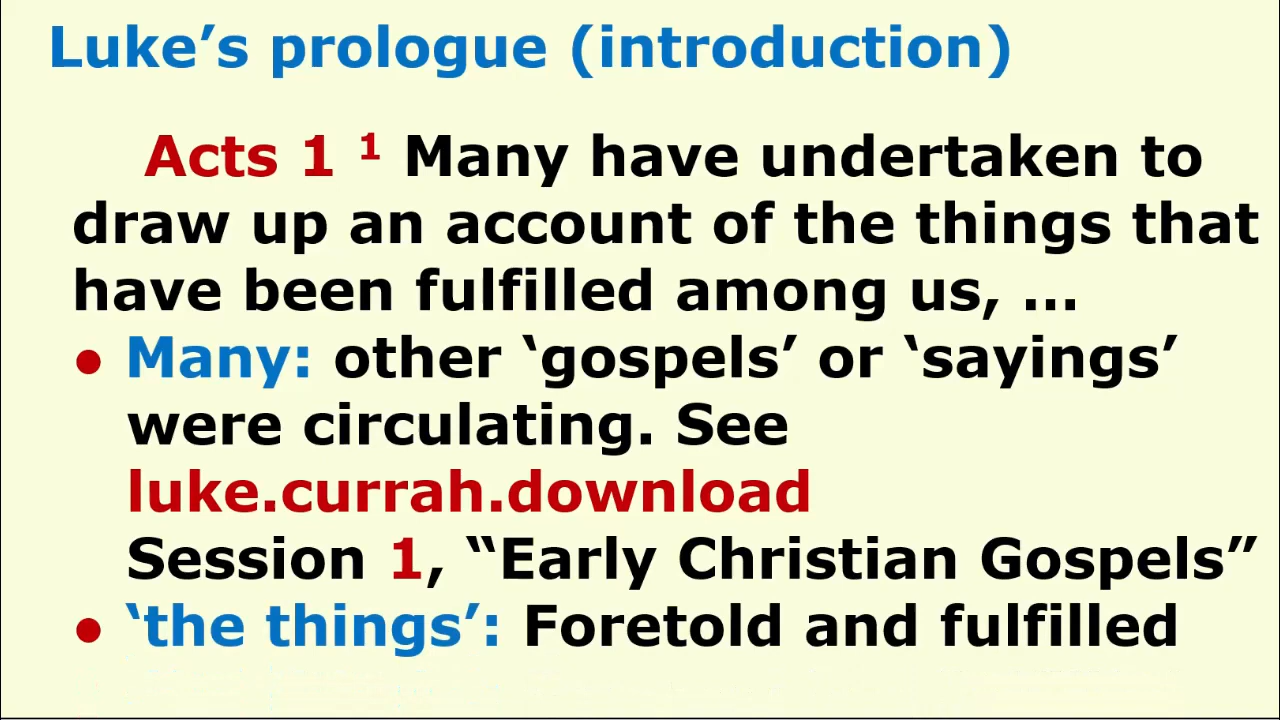 Luke’s prologue (introduction)
Acts 1 ¹ Many have undertaken to
draw up an account of the things that
have been fulfilled among us, …
● Many: other ‘gospels’ or ‘sayings’
were circulating. See
luke.currah.download
Session 1, “Early Christian Gospels”
● ‘the things’: Foretold and fulfilled